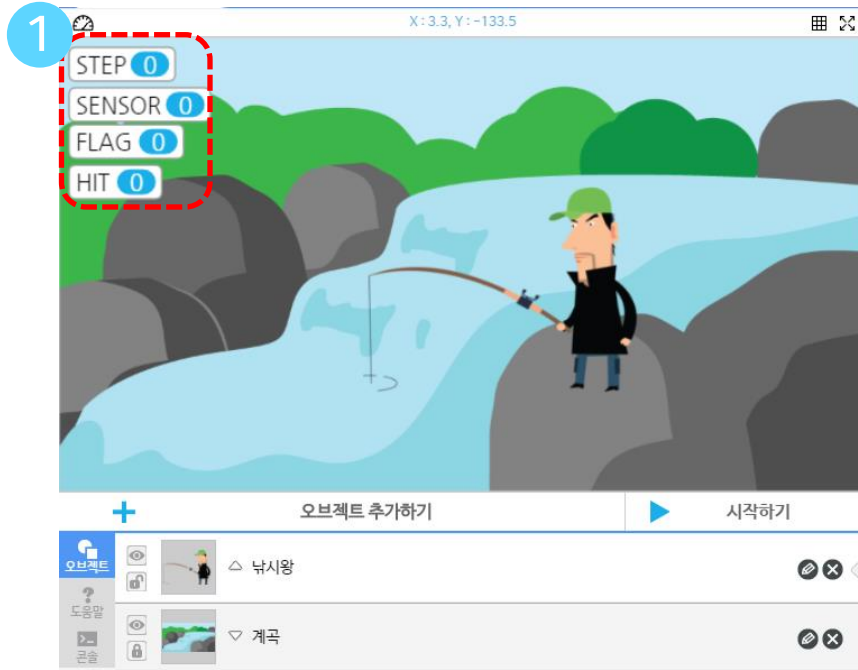 1
X : 3.3, Y : -133.5
STEP 0
SENSOR 0
FLAG 0
HIT 0
오브젝트 추가하기
시작하기
오브젝트
낚시왕
도움말
계곡
콘솔